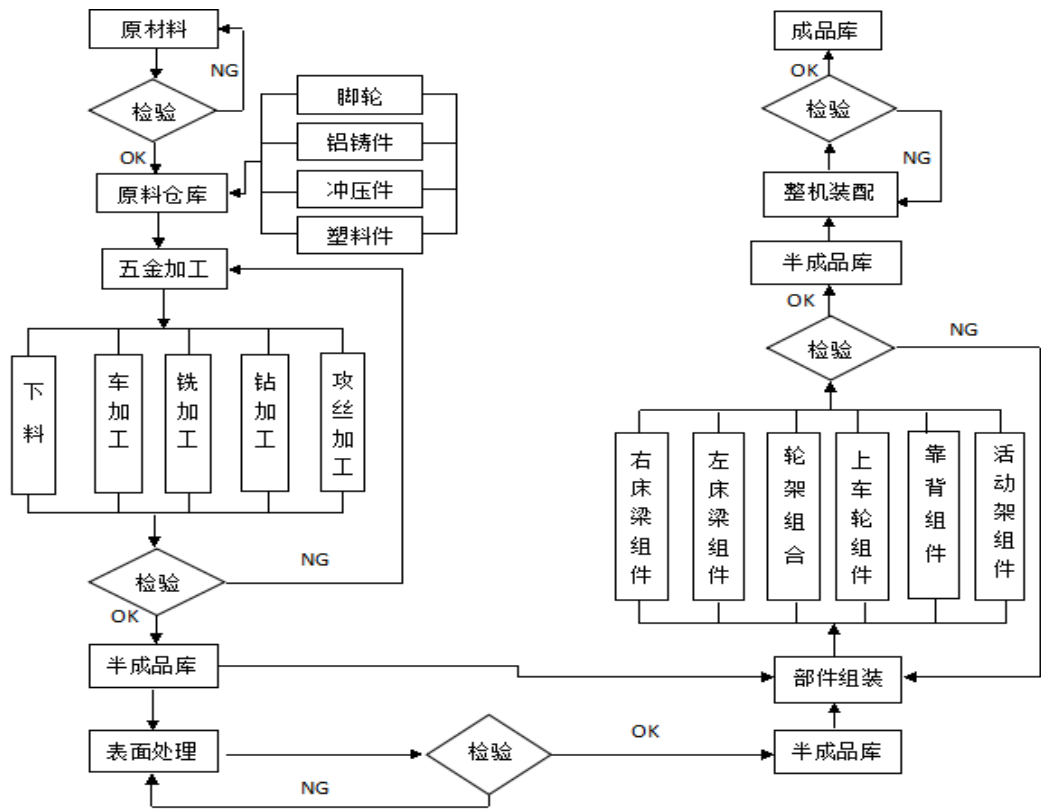 原材料
NG
检验
OK
原料仓库
脚轮
铝铸件
冲压件
塑料件
五金加工
下料
车加工
铣加工
钻加工
攻丝加工
检验
NG
OK
半成品库
表面处理
检验
NG
OK
半成品库
部件组装
右床梁组件
左床梁组件
轮架组合
上车轮组件
靠背组件
活动架组件
检验
NG
OK
半成品库
整机装配
NG
检验
OK
成品库